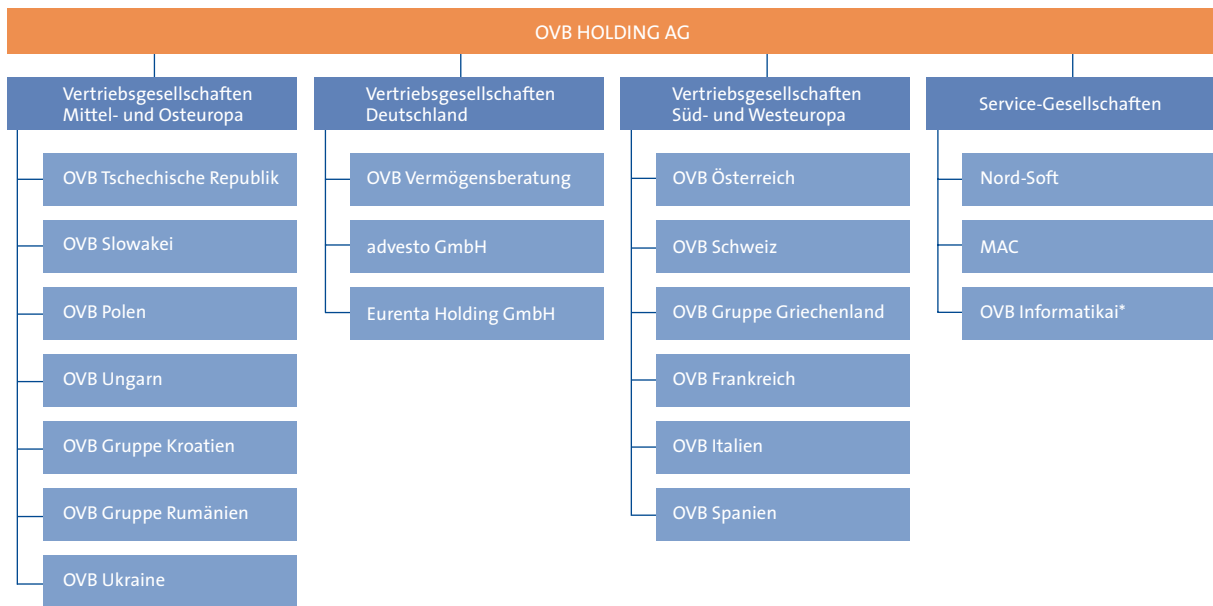 OVB HOLDING AG
Vertriebsgesellschaften
Mittel- und Osteuropa
OVB Tschechische Republik
OVB Slowakei
OVB Polen
OVB Ungarn
OVB Gruppe Kroatien
OVB Gruppe Rumänien
OVB Ukraine
Vertriebsgesellschaften
Deutschland
OVB Vermögensberatung
advesto GmbH
Eurenta Holding GmbH
Vertriebsgesellschaften
Süd- und Westeuropa
OVB Österreich
OVB Schweiz
OVB Gruppe Griechenland
OVB Frankreich
OVB Italien
OVB Spanien
Service-Gesellschaften
Nord-Soft
MAC
OVB Informatikai*